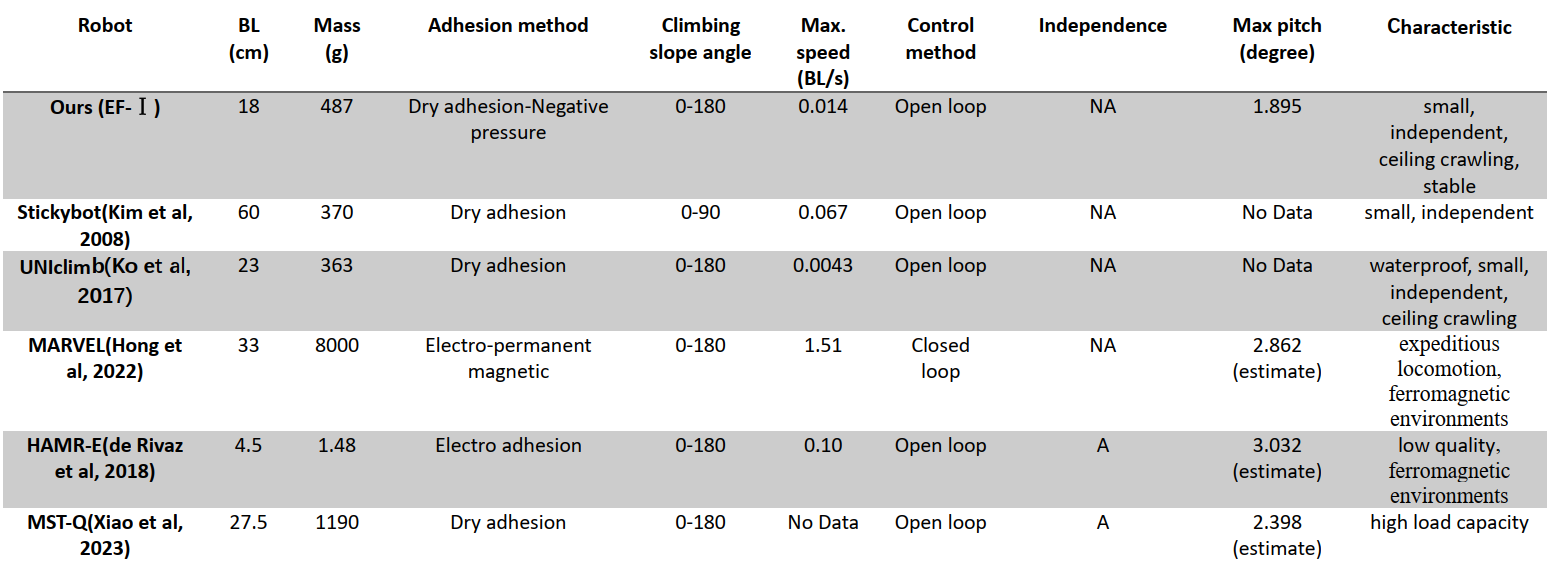 Robot BL Mass Adhesion method Climbing Max. Control Independence Max pitch Characteristic
(cm) (g) slope angle speed method (degree)
(BL/s)
Ours (EF-Ⅰ) 18 487 Dry adhesion-Negative 0-180 0.014 Open loop NA 1.895 small,
pressure independent,
ceiling crawling,
stable
Stickybot(Kim et al, 60 370 Dry adhesion 0-90 0.067 Open loop NA No Data small, independent
2008)
UNIclimb(Ko et al, 23 363 Dry adhesion 0-180 0.0043 Open loop NA No Data waterproof, small,
2017) independent,
ceiling crawling
MARVEL(Hong et 33 8000 Electro-permanent 0-180 1.51 Closed NA 2.862 expeditious
al, 2022) magnetic loop (estimate) locomotion,
ferromagnetic
environments
HAMR-E(de Rivaz 4.5 1.48 Electro adhesion 0-180 0.10 Open loop A 3.032 low quality,
et al, 2018) (estimate) ferromagnetic
environments
MST-Q(Xiao et al, 27.5 1190 Dry adhesion 0-180 No Data Open loop A 2.398 high load capacity
2023) (estimate)